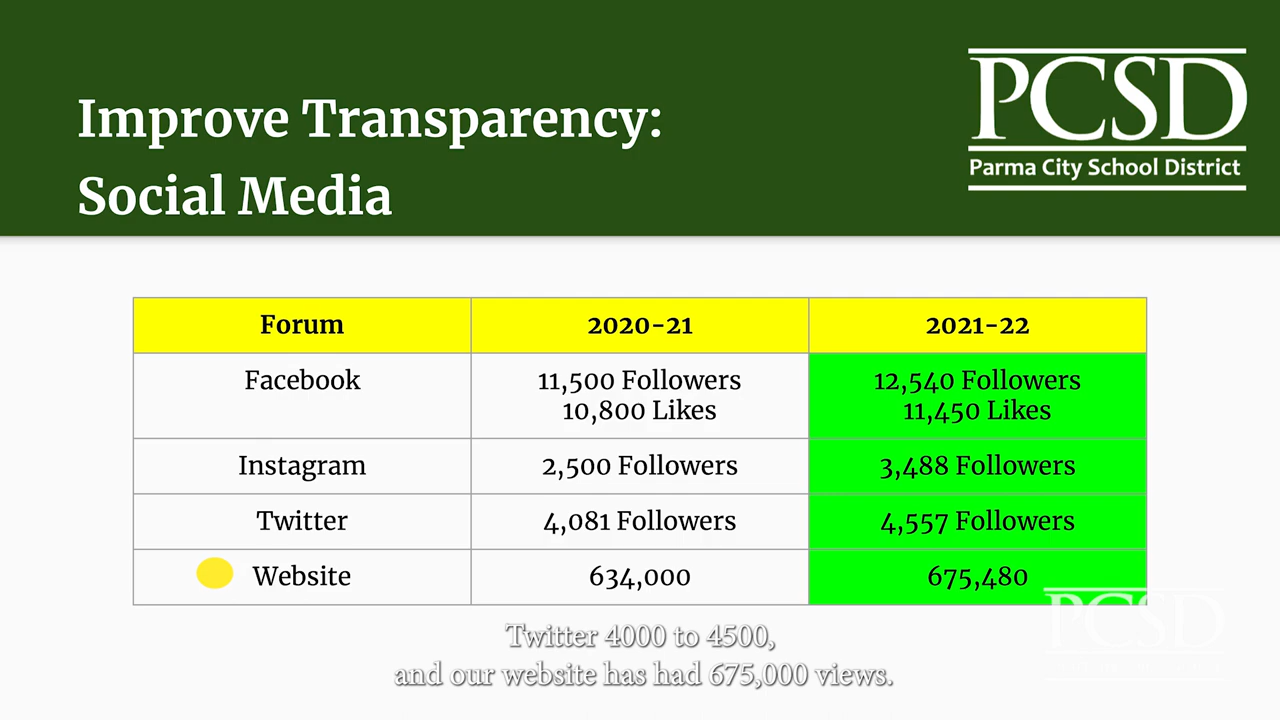 Improve Transparency:
Social Media
PCSD
Parma City School District
Forum 2020-21 2021-22
Facebook 11,500 Followers 12,540 Followers
10,800 Likes 11,450 Likes
Instagram 2,500 Followers 3,488 Followers
Twitter 4,081 Followers 4,557 Followers
Website 634,000 675,480
PCSD
Twitter 4000 to 4500,
and our website has had 675,000 views.